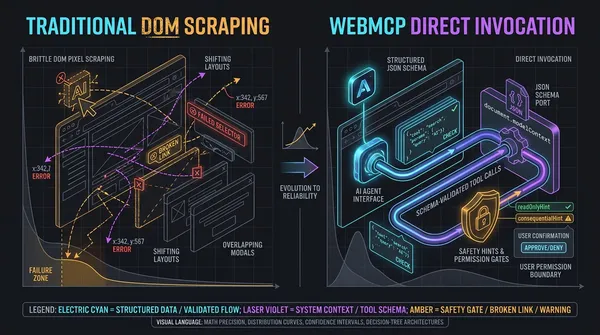 TRADITIONAL DOM SCRAPING
BRITTLE DOM PIXEL SCRAPING
SHIFTING
LAYOUTS
AI
x:342, y:567
ERROR
FAILED SELECTOR
BROKEN
LINK
x:342,/
ERROR
x:342, y:567
ERROR
SHIFTING
LAYOUTS
OVERLAPPING
MODALS
FAILURE
ZONE
EVOLUTION TO
RELIABILITY
WEBMCP DIRECT INVOCATION
STRUCTURED
JSON SCHEMA
DIRECT INVOCATION
JSON
SCHEMA
PORT
A
CHECK
document.modelContext
AI AGENT
INTERFACE
SCHEMA-VALIDATED TOOL CALLS
CHECK
readOnlyHint
consequentialHint
SAFETY HINTS &
PERMISSION GATES
USER CONFIRMATION
APPROVE/DENY
USER PERMISSION
BOUNDARY
LEGEND: ELECTRIC CYAN = STRUCTURED DATA / VALIDATED FLOW; LASER VIOLET = SYSTEM CONTEXT / TOOL SCHEMA; AMBER = SAFETY GATE / BROKEN LINK / WARNING
VISUAL LANGUAGE: MATH PRECISION, DISTRIBUTION CURVES, CONFIDENCE INTERVALS, DECISION-TREE ARCHITECTURES